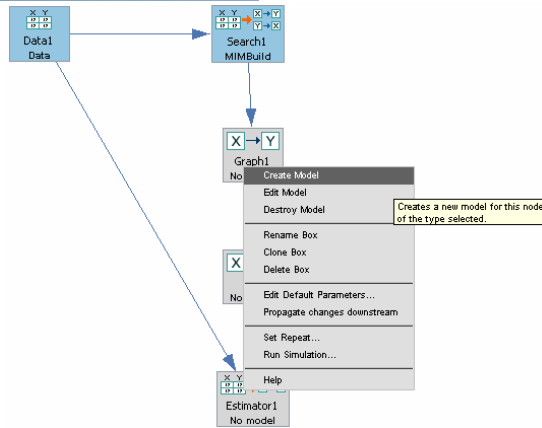 X Y
X Y
Y X
Data1
Data
Search1
MIMBuild
X Y
Graph1
No
Create Model
Edit Model
Destroy Model
Creates a new model for this node
of the type selected.
Rename Box
Clone Box
Delete Box
X
No
Edit Default Parameters...
Propagate changes downstream
Set Repeat...
Run Simulation...
Help
X Y
Estimator1
No model